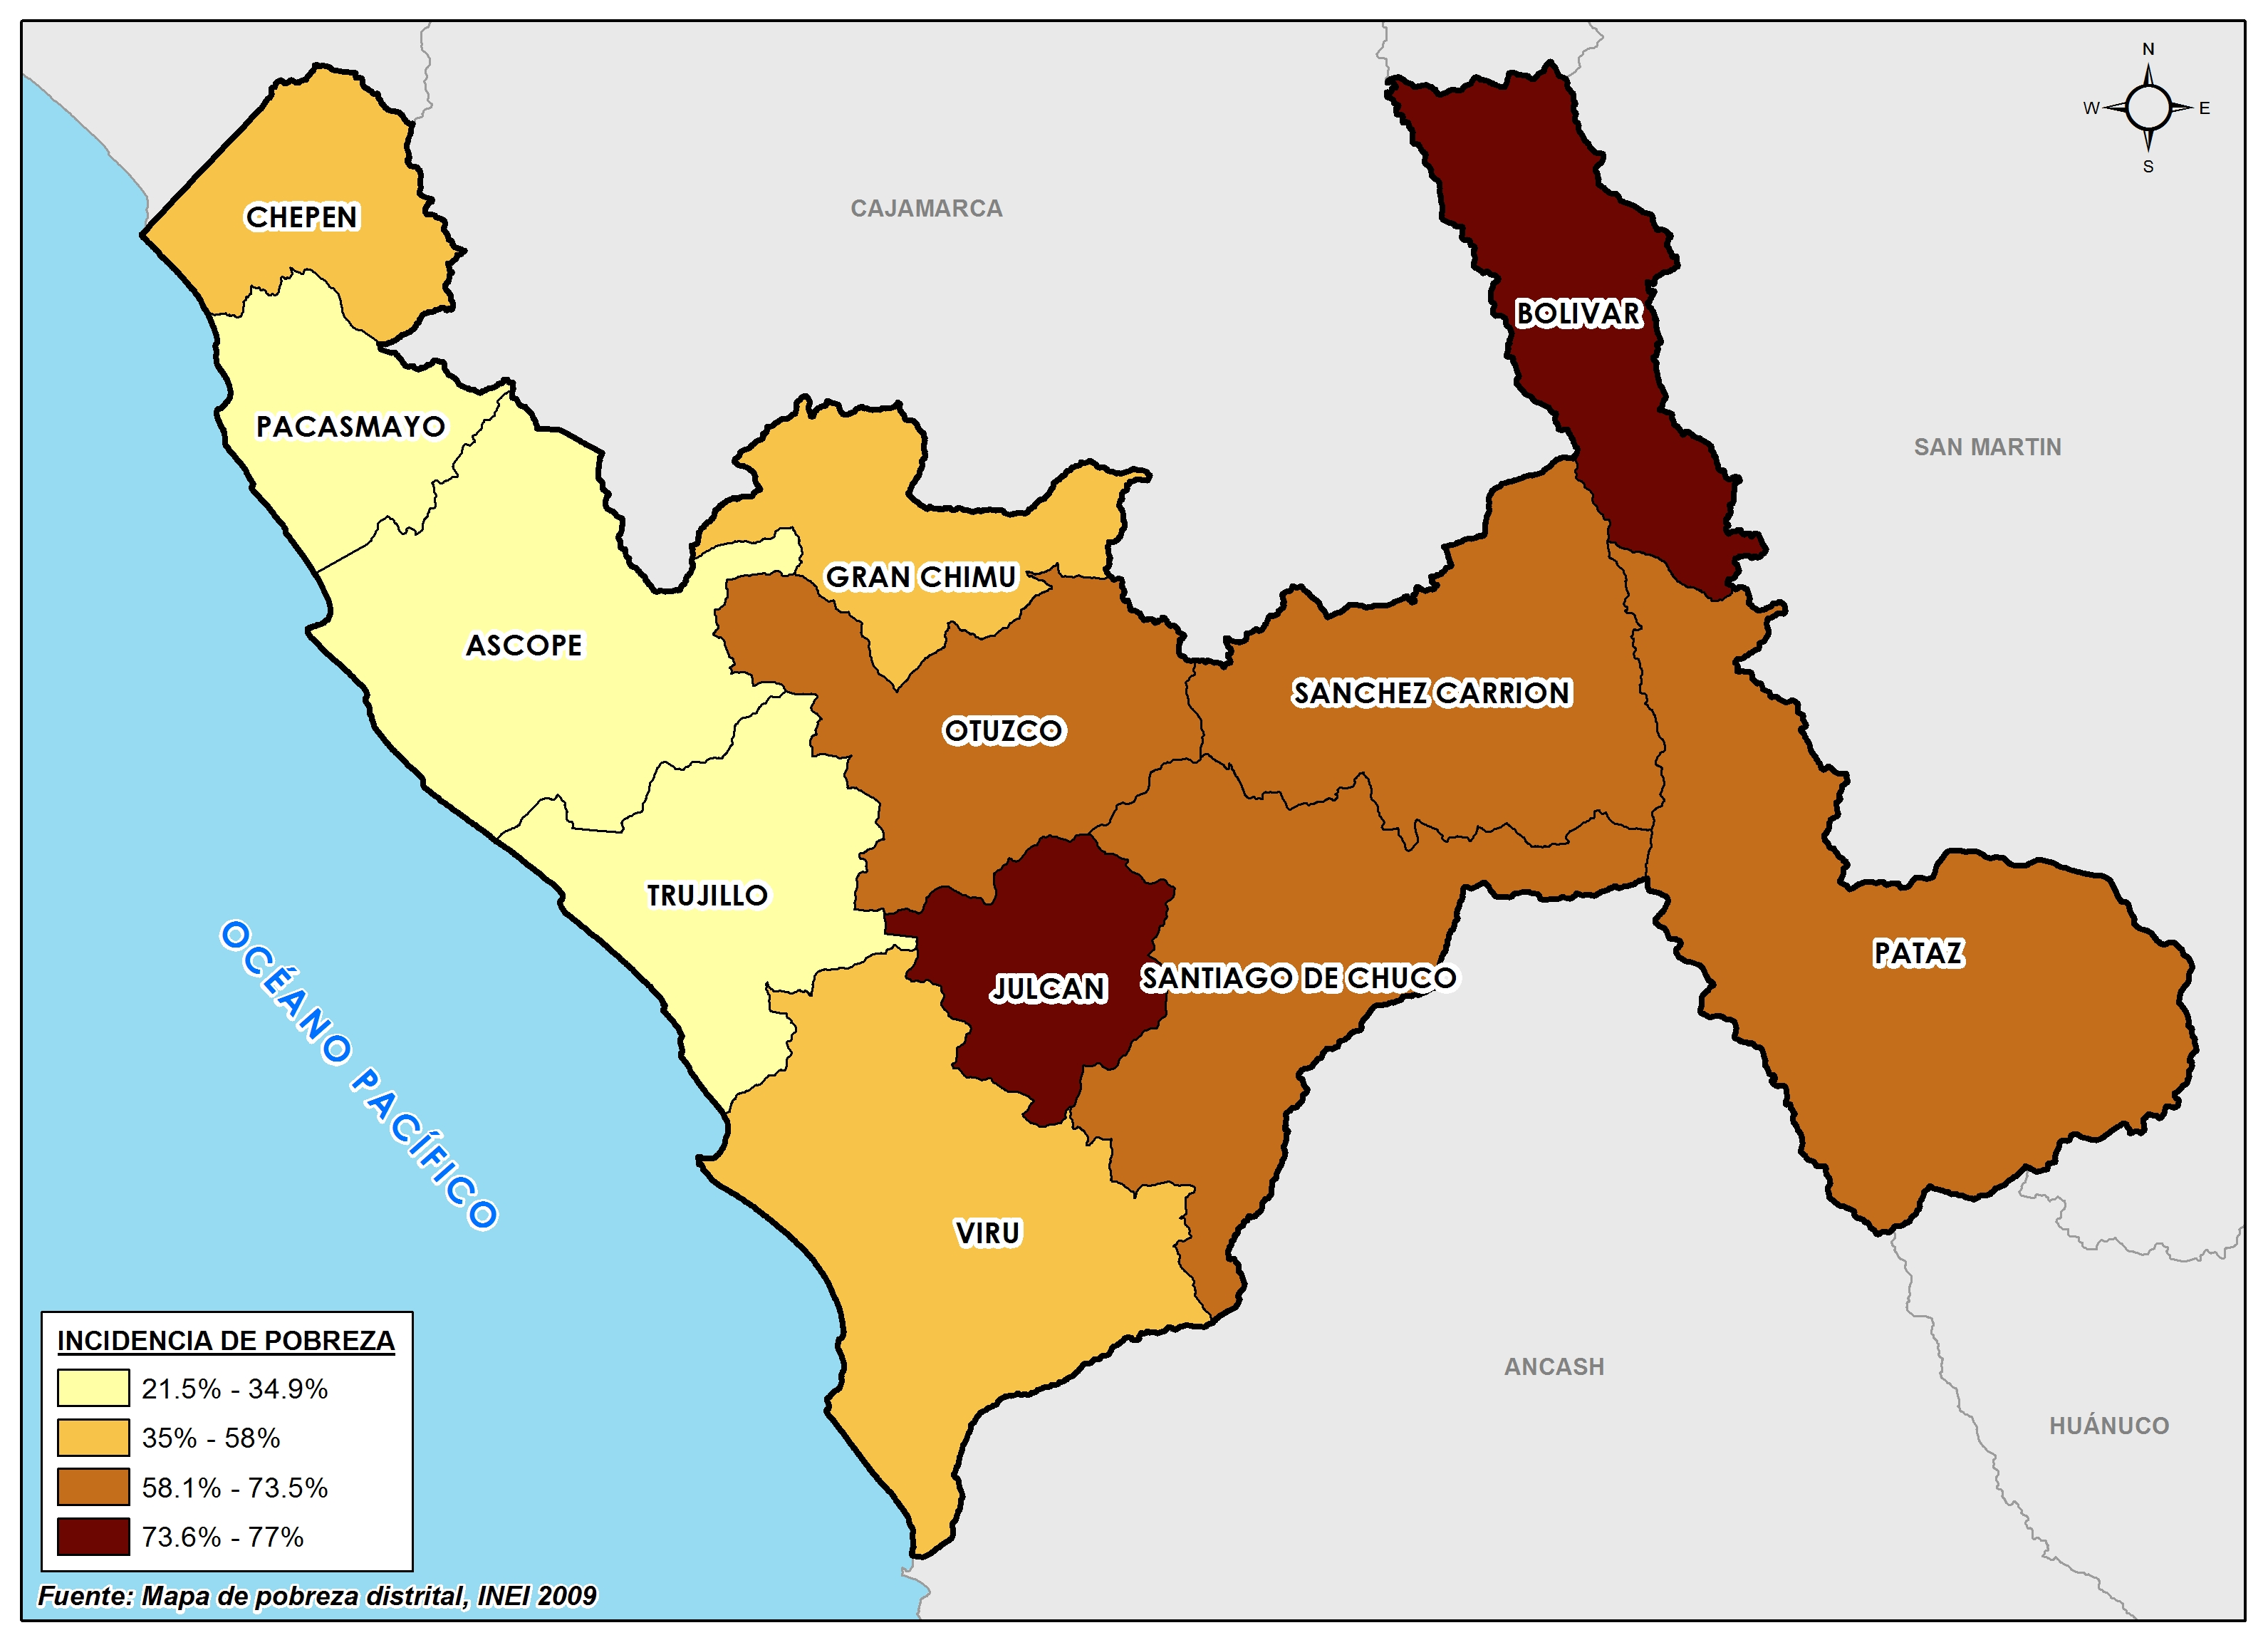 N
W E
S
CHEPEN
CAJAMARCA
BOLIVAR
PACASMAYO
SAN MARTIN
GRAN CHIMU
ASCOPE
SANCHEZ CARRION
OTUZCO
TRUJILLO
PATAZ
SANTIAGO DE CHUCO
JULCAN
OCÉANO PACÍFICO
VIRU
ANCASH
HUÁNUCO
INCIDENCIA DE POBREZA
21.5% - 34.9%
35% - 58%
58.1% - 73.5%
73.6% - 77%
Fuente: Mapa de pobreza distrital, INEI 2009